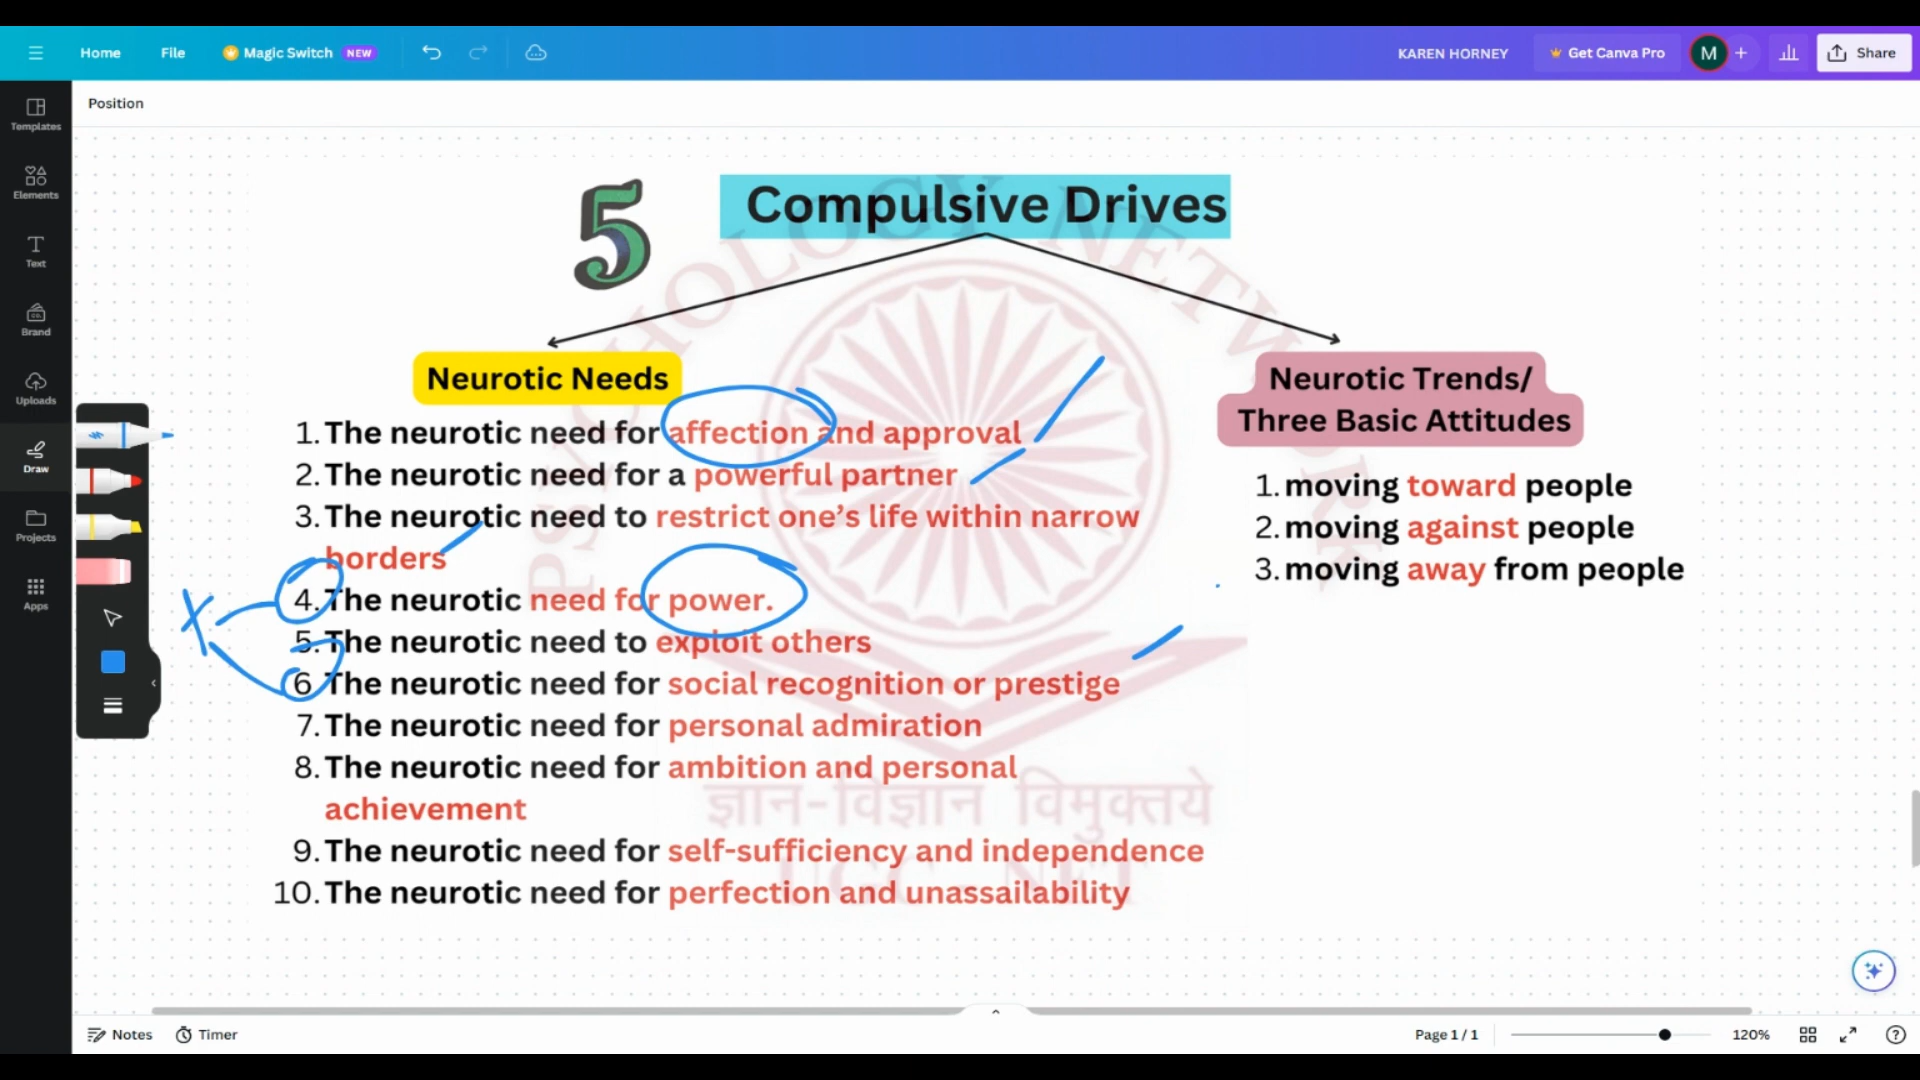 Home File Magic Switch NEW KAREN HORNEY Get Canva Pro M + Share
Position
Templates
Elements
Text
Brand
Uploads
Draw
Projects
Apps
5 Compulsive Drives
Neurotic Needs
1. The neurotic need for affection and approval
2. The neurotic need for a powerful partner
3. The neurotic need to restrict one's life within narrow
borders
4. The neurotic need for power.
5. The neurotic need to exploit others
6 The neurotic need for social recognition or prestige
7. The neurotic need for personal admiration
8. The neurotic need for ambition and personal
achievement
9. The neurotic need for self-sufficiency and independence
10. The neurotic need for perfection and unassailability
Neurotic Trends/
Three Basic Attitudes
1. moving toward people
2. moving against people
3. moving away from people
X
PSYCHOLOGY NETWORK
ज्ञान-विज्ञान विमुक्तये
UGC - NET
Notes Timer Page 1 / 1 120%